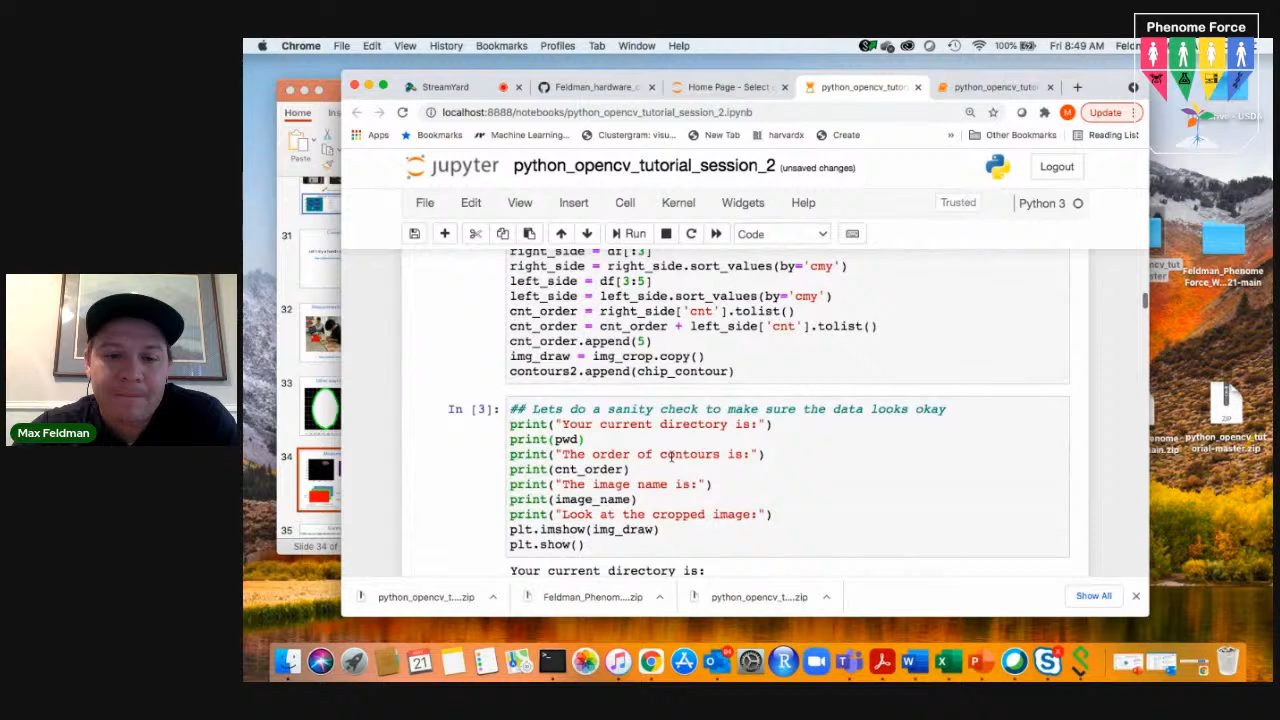 Phenome Force
Chrome File Edit View History Bookmarks Profiles Tab Window Help
100% Fri 8:49 AM
StreamYard
Feldman_hardware_
Home Page - Select
python_opencv_tutori
python_opencv_tuto
localhost:8888/notebooks/python_opencv_tutorial_session_2.ipynb
Update
Apps Bookmarks Machine Learning... Clustergram: visu... New Tab harvardx Create » Other Bookmarks Reading List
Home
Paste
jupyter python_opencv_tutorial_session_2 (unsaved changes)
Logout
File Edit View Insert Cell Kernel Widgets Help
Trusted
Python 3
Run
Code
right_side = df[:3]
right_side = right_side.sort_values(by='cmy')
left_side = df[3:5]
left_side = left_side.sort_values(by='cmy')
cnt_order = right_side['cnt'].tolist()
cnt_order = cnt_order + left_side['cnt'].tolist()
cnt_order.append(5)
img_draw = img_crop.copy()
contours2.append(chip_contour)
In [3]:
## Lets do a sanity check to make sure the data looks okay
print("Your current directory is:")
print(pwd)
print("The order of contours is:")
print(cnt_order)
print("The image name is:")
print(image_name)
print("Look at the cropped image:")
plt.imshow(img_draw)
plt.show()
Your current directory is:
31
32
33
34
35
Slide 34 of
python_opencv_t....zip
Feldman_Phenom....zip
python_opencv_t....zip
Show All
Feldman_Phenome
Force_W...21-main
python_opencv_tut
orial-master.zip
MAY
21
Max Feldman